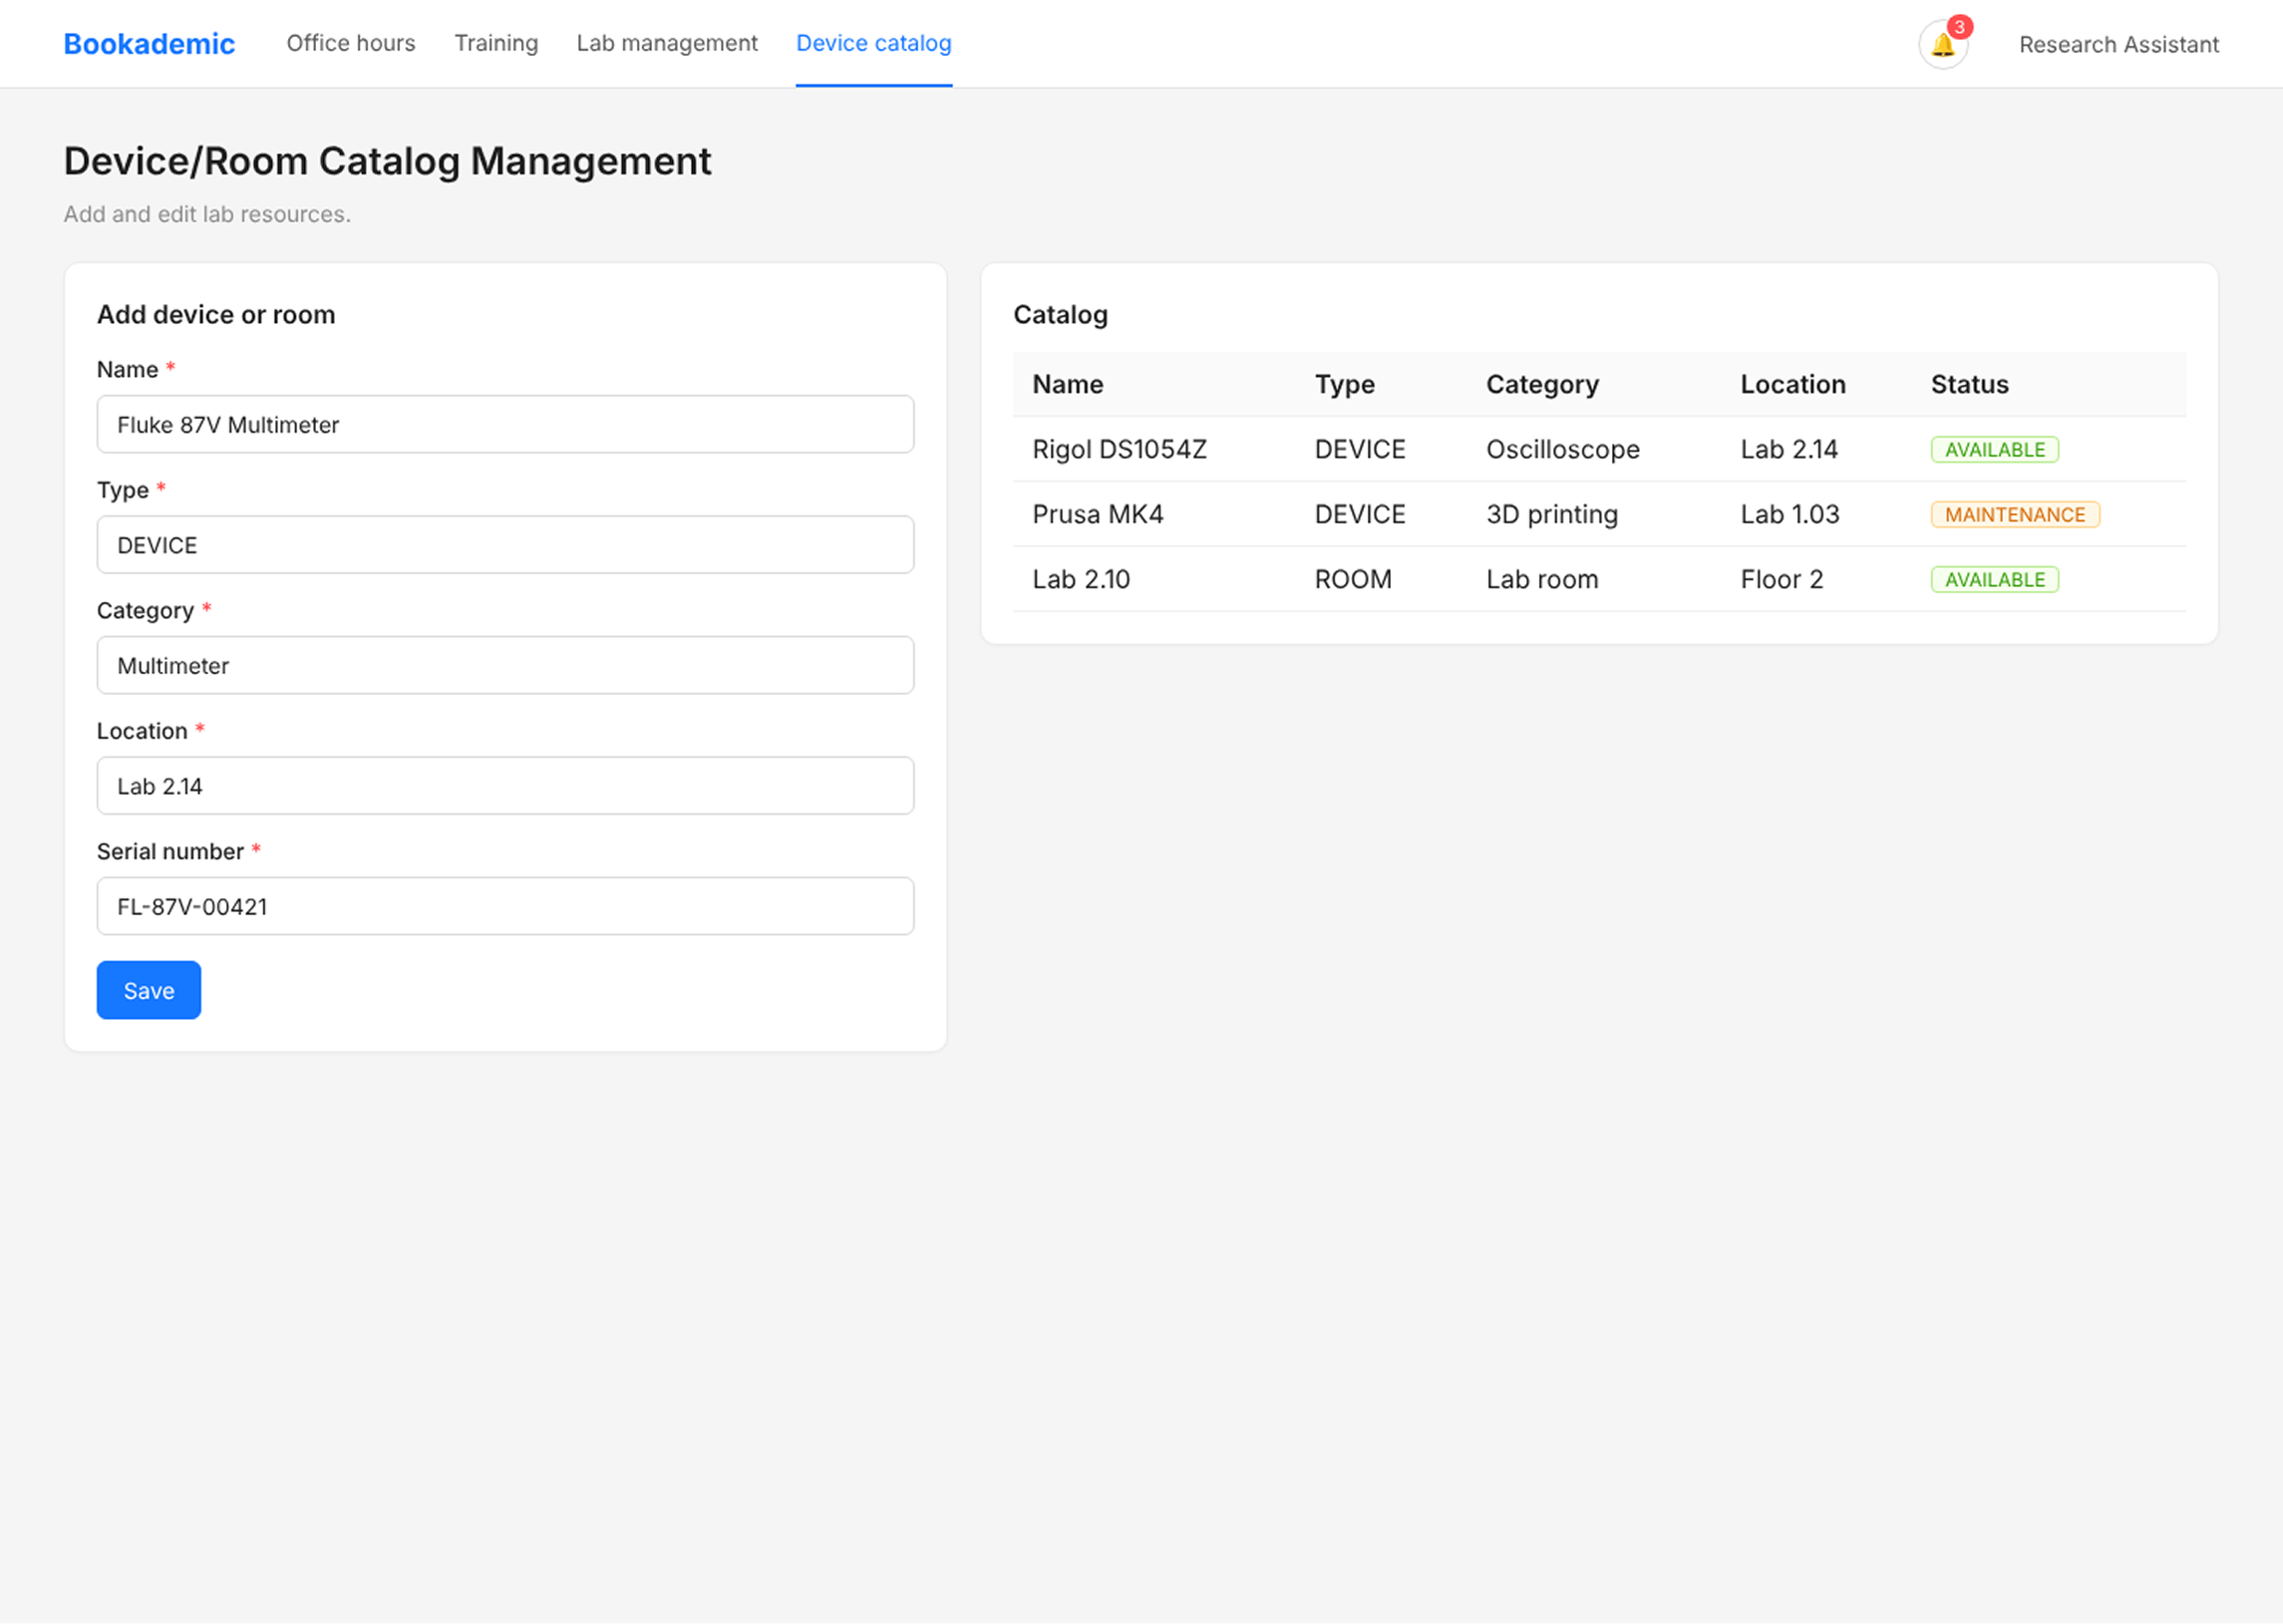 Bookademic Office hours Training Lab management Device catalog 3 Research Assistant
Device/Room Catalog Management
Add and edit lab resources.
Add device or room
Name *
Fluke 87V Multimeter
Type *
DEVICE
Category *
Multimeter
Location *
Lab 2.14
Serial number *
FL-87V-00421
Save
Catalog
Name Type Category Location Status
Rigol DS1054Z DEVICE Oscilloscope Lab 2.14 AVAILABLE
Prusa MK4 DEVICE 3D printing Lab 1.03 MAINTENANCE
Lab 2.10 ROOM Lab room Floor 2 AVAILABLE